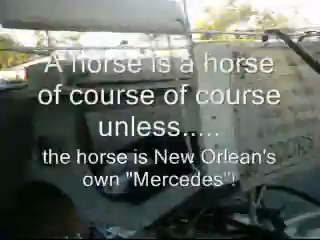 A horse is a horse
of course of course
unless.....
the horse is New Orlean's
own "Mercedes"!